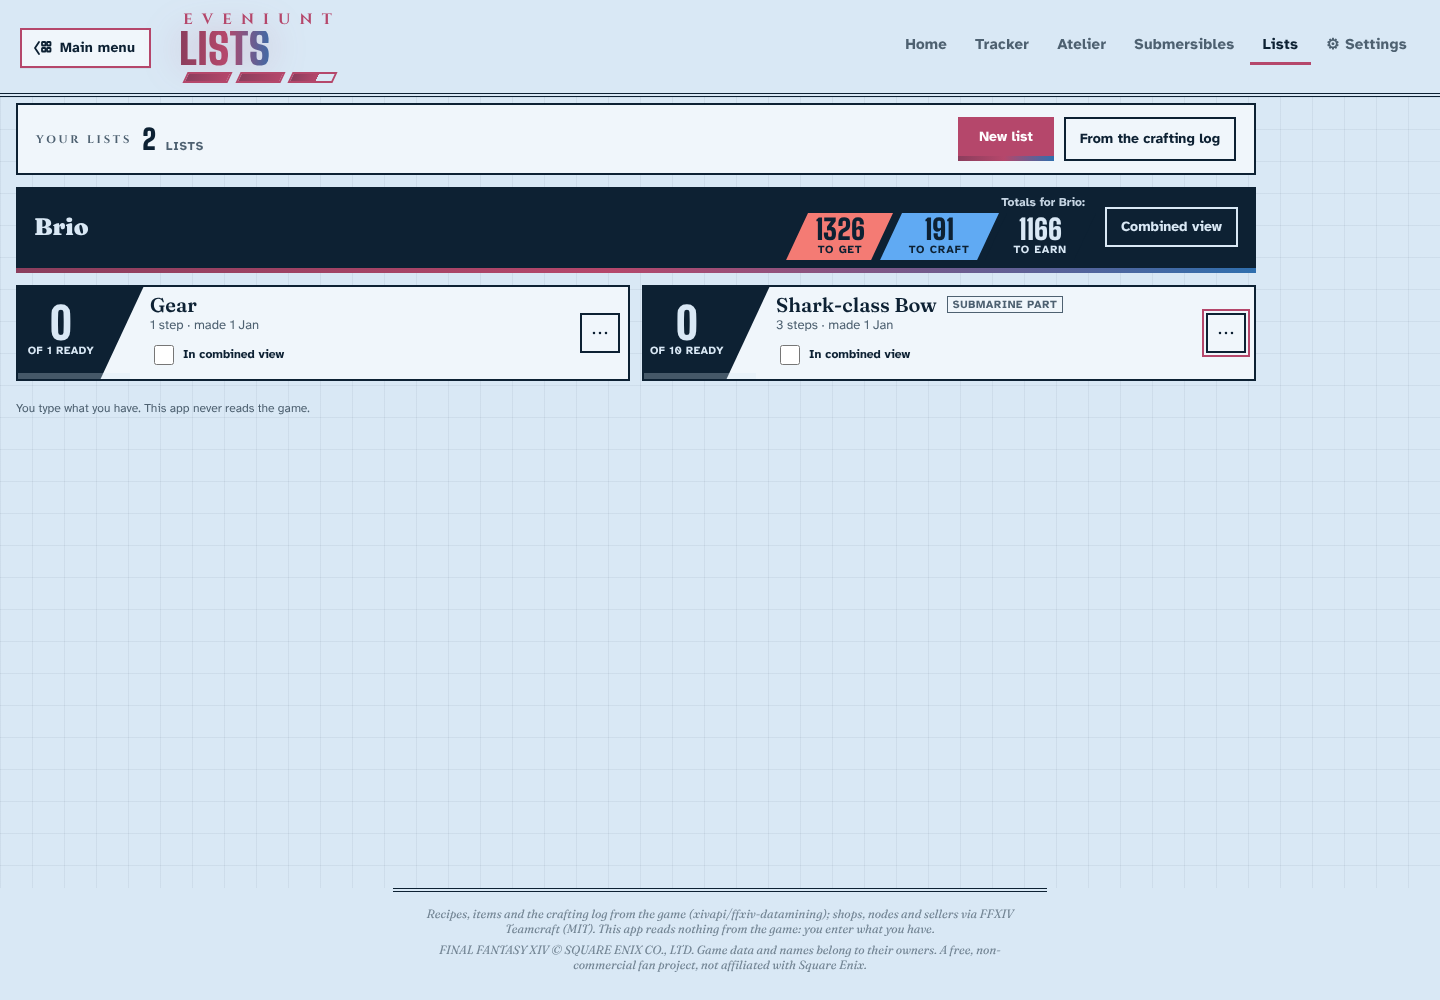 Main menu
EVENIUNT
LISTS
Home
Tracker
Atelier
Submersibles
Lists
⚙ Settings
YOUR LISTS 2 LISTS
New list
From the crafting log
Brio
Totals for Brio:
1326
TO GET
191
TO CRAFT
1166
TO EARN
Combined view
0
OF 1 READY
Gear
1 step · made 1 Jan
In combined view
...
0
OF 10 READY
Shark-class Bow SUBMARINE PART
3 steps · made 1 Jan
In combined view
...
You type what you have. This app never reads the game.
Recipes, items and the crafting log from the game (xivapi/ffxiv-datamining); shops, nodes and sellers via FFXIV
Teamcraft (MIT). This app reads nothing from the game: you enter what you have.
FINAL FANTASY XIV © SQUARE ENIX CO., LTD. Game data and names belong to their owners. A free, non-
commercial fan project, not affiliated with Square Enix.